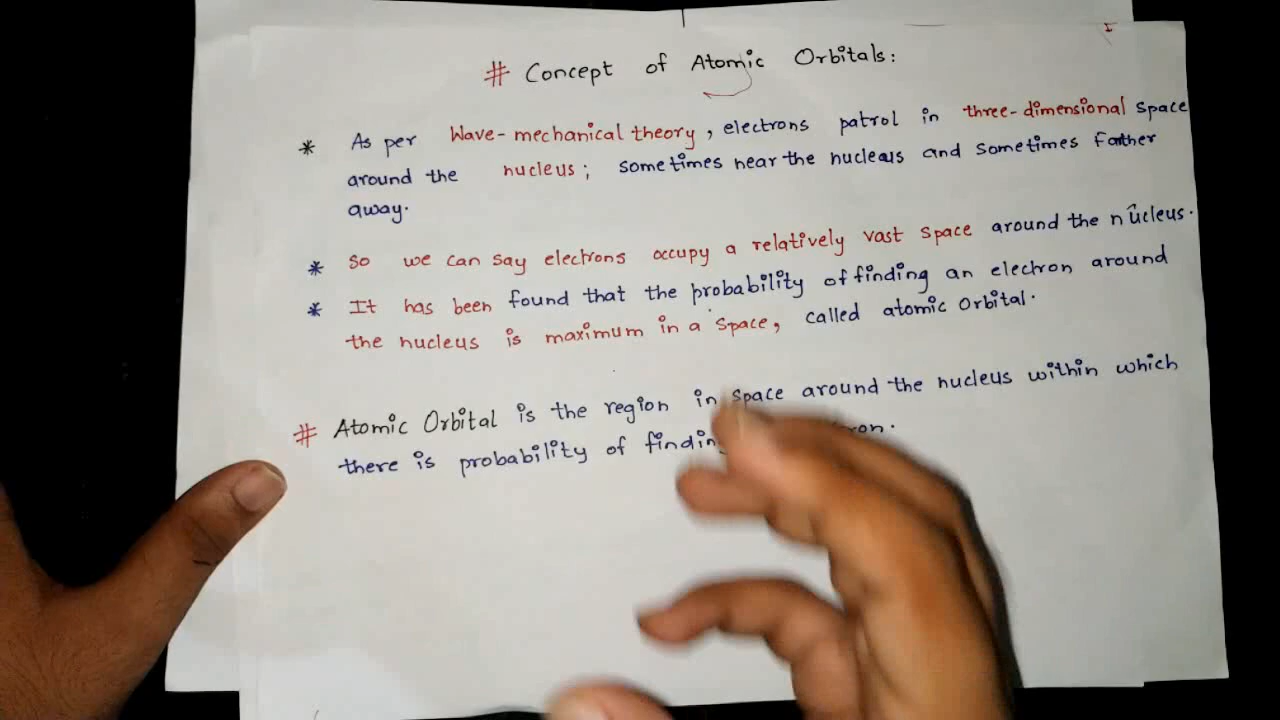 # Concept of Atomic Orbitals:
* As per Wave-mechanical theory, electrons patrol in three-dimensional space
around the nucleus; sometimes near the nucleus and sometimes farther
away.
* So we can say electrons occupy a relatively vast space around the nucleus.
* It has been found that the probability of finding an electron around
the nucleus is maximum in a space, called atomic orbital.
# Atomic Orbital is the region in space around the nucleus within which
there is probability of